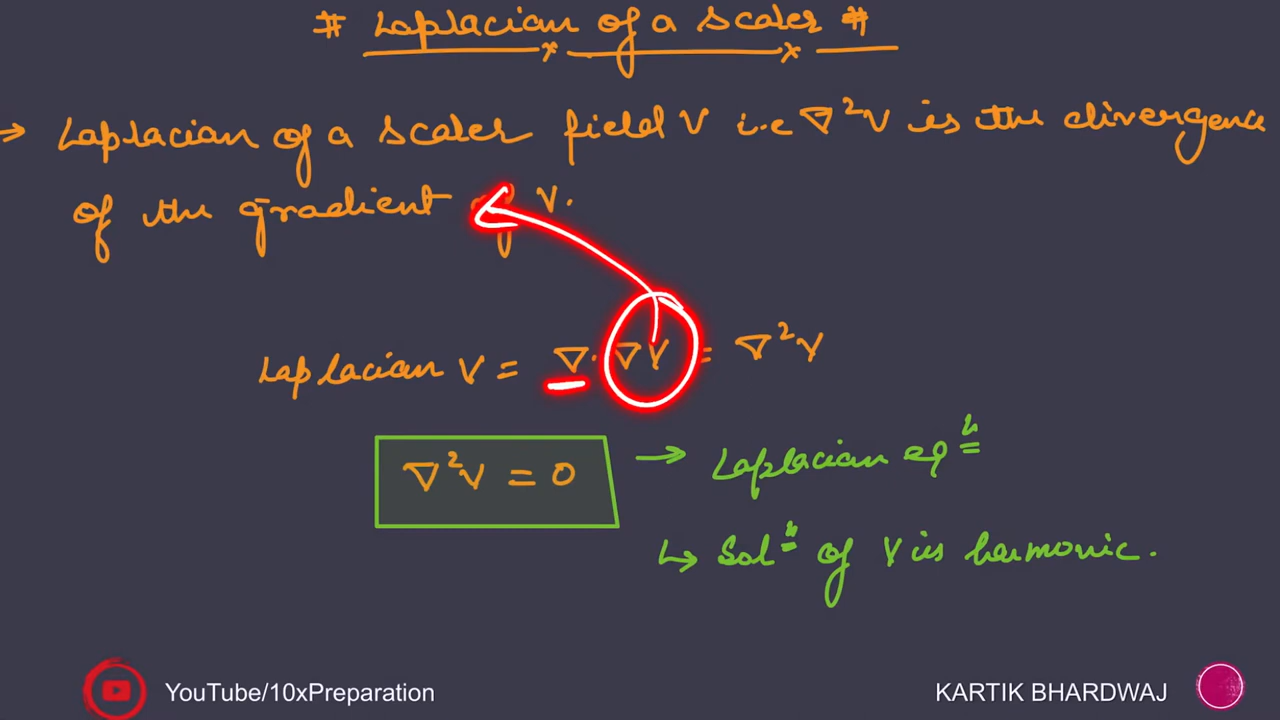 # Laplacian of a scaler #
→ Laplacian of a scaler field V i.e ∇²V is the divergence
of the gradient of V.
Laplacian V = ∇. ∇V = ∇²V
∇²V = 0 → Laplacian eqⁿ
↳ Solⁿ of V is harmonic.
YouTube/10xPreparation
KARTIK BHARDWAJ